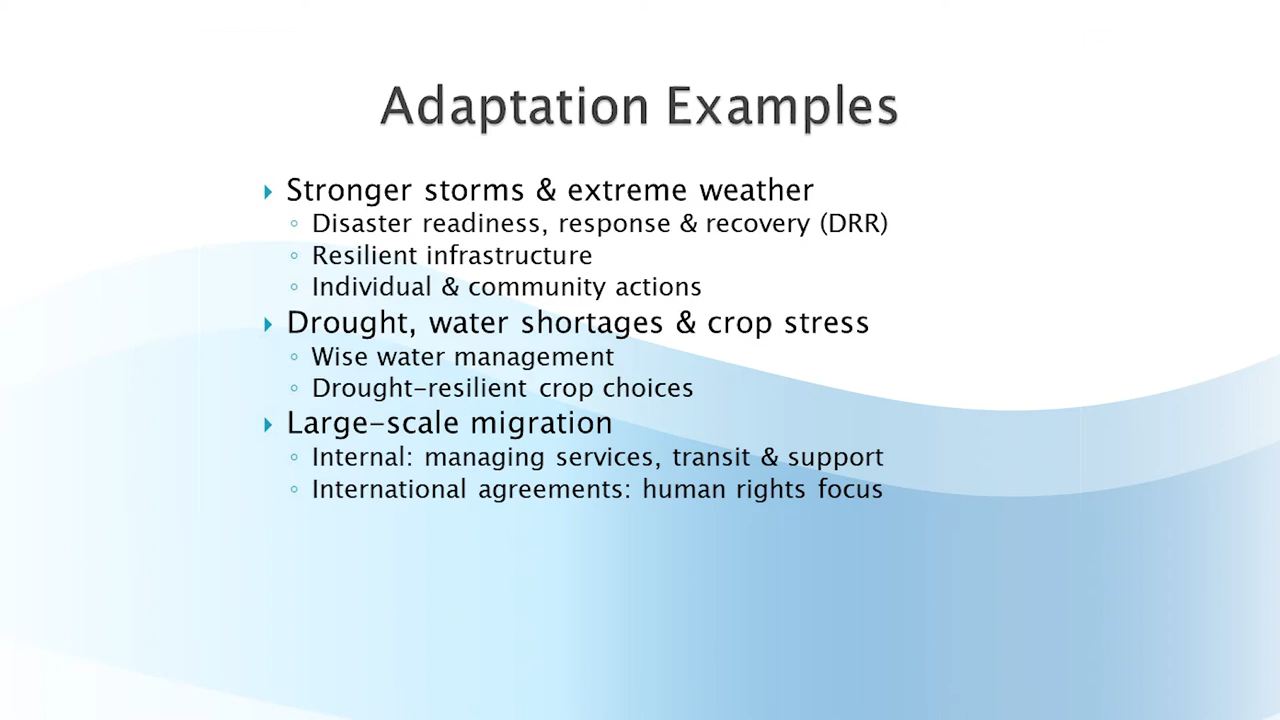 Adaptation Examples
Stronger storms & extreme weather
Disaster readiness, response & recovery (DRR)
Resilient infrastructure
Individual & community actions
Drought, water shortages & crop stress
Wise water management
Drought-resilient crop choices
Large-scale migration
Internal: managing services, transit & support
International agreements: human rights focus